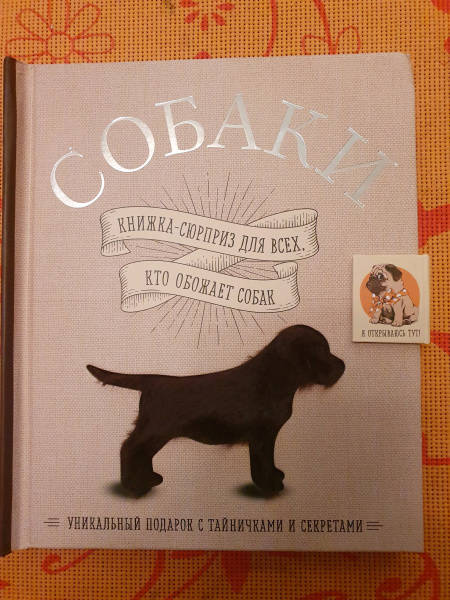 СОБАКИ
КНИЖКА-СЮРПРИЗ ДЛЯ ВСЕХ,
КТО ОБОЖАЕТ СОБАК
Я ОТКРЫВАЮСЬ ТУТ!
УНИКАЛЬНЫЙ ПОДАРОК С ТАЙНИЧКАМИ И СЕКРЕТАМИ